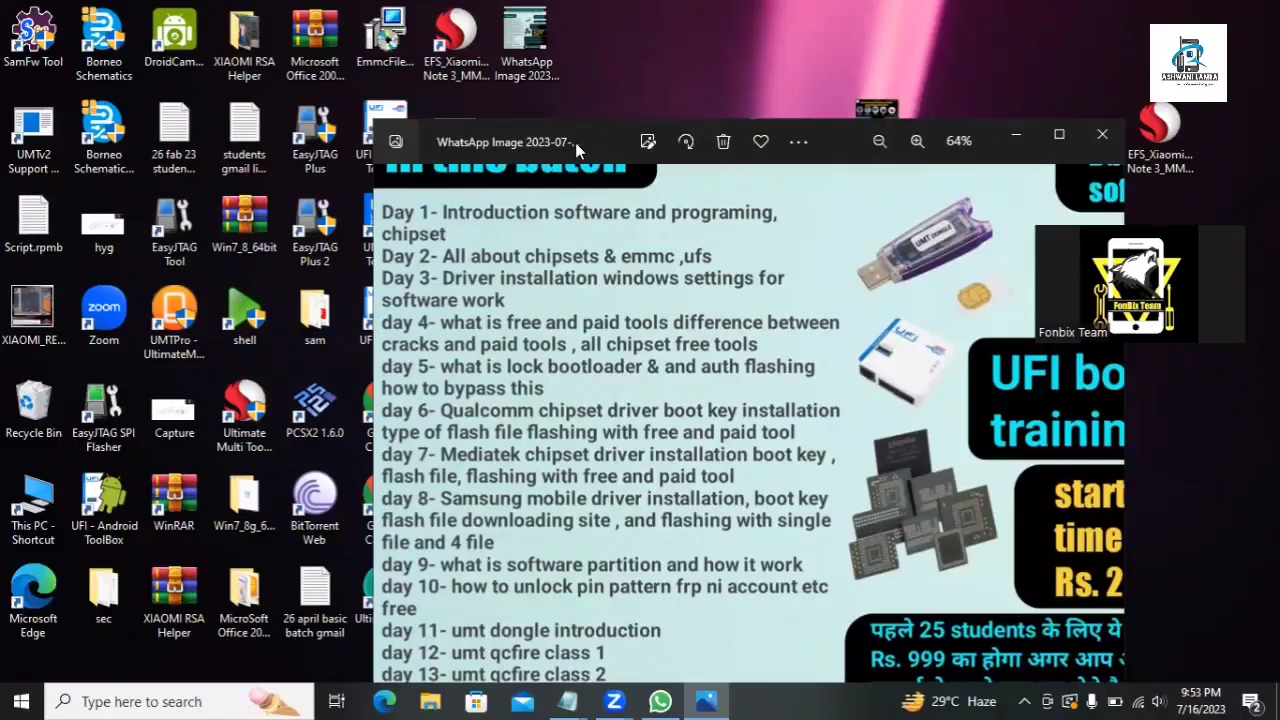 SamFw Tool
Borneo Schematics
DroidCam...
XIAOMI RSA Helper
Microsoft Office 200...
EmmcFile...
EFS_Xiaomi... Note 3_MM...
WhatsApp Image 2023...
ASHWANI LAMBA
UMTv2 Support ...
Borneo Schematic...
26 fab 23 studen...
students gmail li...
EasyJTAG Plus
UFI
EFS_Xiaomi... Note 3_MM...
Script.rpmb
hyg
EasyJTAG Tool
Win7_8_64bit
EasyJTAG Plus 2
XIAOMI_RE...
Zoom
UMTPro - UltimateM...
shell
sam
Recycle Bin
EasyJTAG SPI Flasher
Capture
Ultimate Multi Too...
PCSX2 1.6.0
This PC - Shortcut
UFI - Android ToolBox
WinRAR
Win7_8g_6...
BitTorrent Web
Microsoft Edge
sec
XIAOMI RSA Helper
MicroSoft Office 20...
26 april basic batch gmail
WhatsApp Image 2023-07-...
64%
in this batch
Day 1- Introduction software and programing,
chipset
Day 2- All about chipsets & emmc ,ufs
Day 3- Driver installation windows settings for
software work
day 4- what is free and paid tools difference between
cracks and paid tools , all chipset free tools
day 5- what is lock bootloader & and auth flashing
how to bypass this
day 6- Qualcomm chipset driver boot key installation
type of flash file flashing with free and paid tool
day 7- Mediatek chipset driver installation boot key ,
flash file, flashing with free and paid tool
day 8- Samsung mobile driver installation, boot key
flash file downloading site , and flashing with single
file and 4 file
day 9- what is software partition and how it work
day 10- how to unlock pin pattern frp ni account etc
free
day 11- umt dongle introduction
day 12- umt qcfire class 1
day 13- umt qcfire class 2
UMT DONGLE
UFI
sof
FonBix Team
Fonbix Team
UFI bo
trainin
start
time
Rs. 2
पहले 25 students के लिए ये
Rs. 999 का होगा अगर आप
Type here to search
29°C Haze
9:53 PM
7/16/2023
2